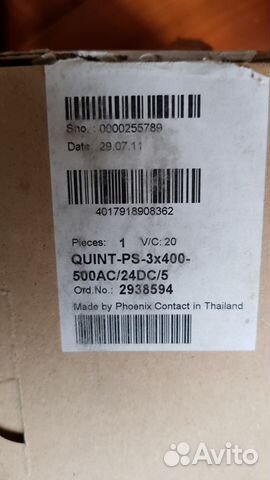 Sno. : 0000255789
Date: 29.07.11
4017918908362
Pieces: 1 V/C: 20
QUINT-PS-3x400-
500AC/24DC/5
Ord.No.: 2938594
Made by Phoenix Contact in Thailand
Avito